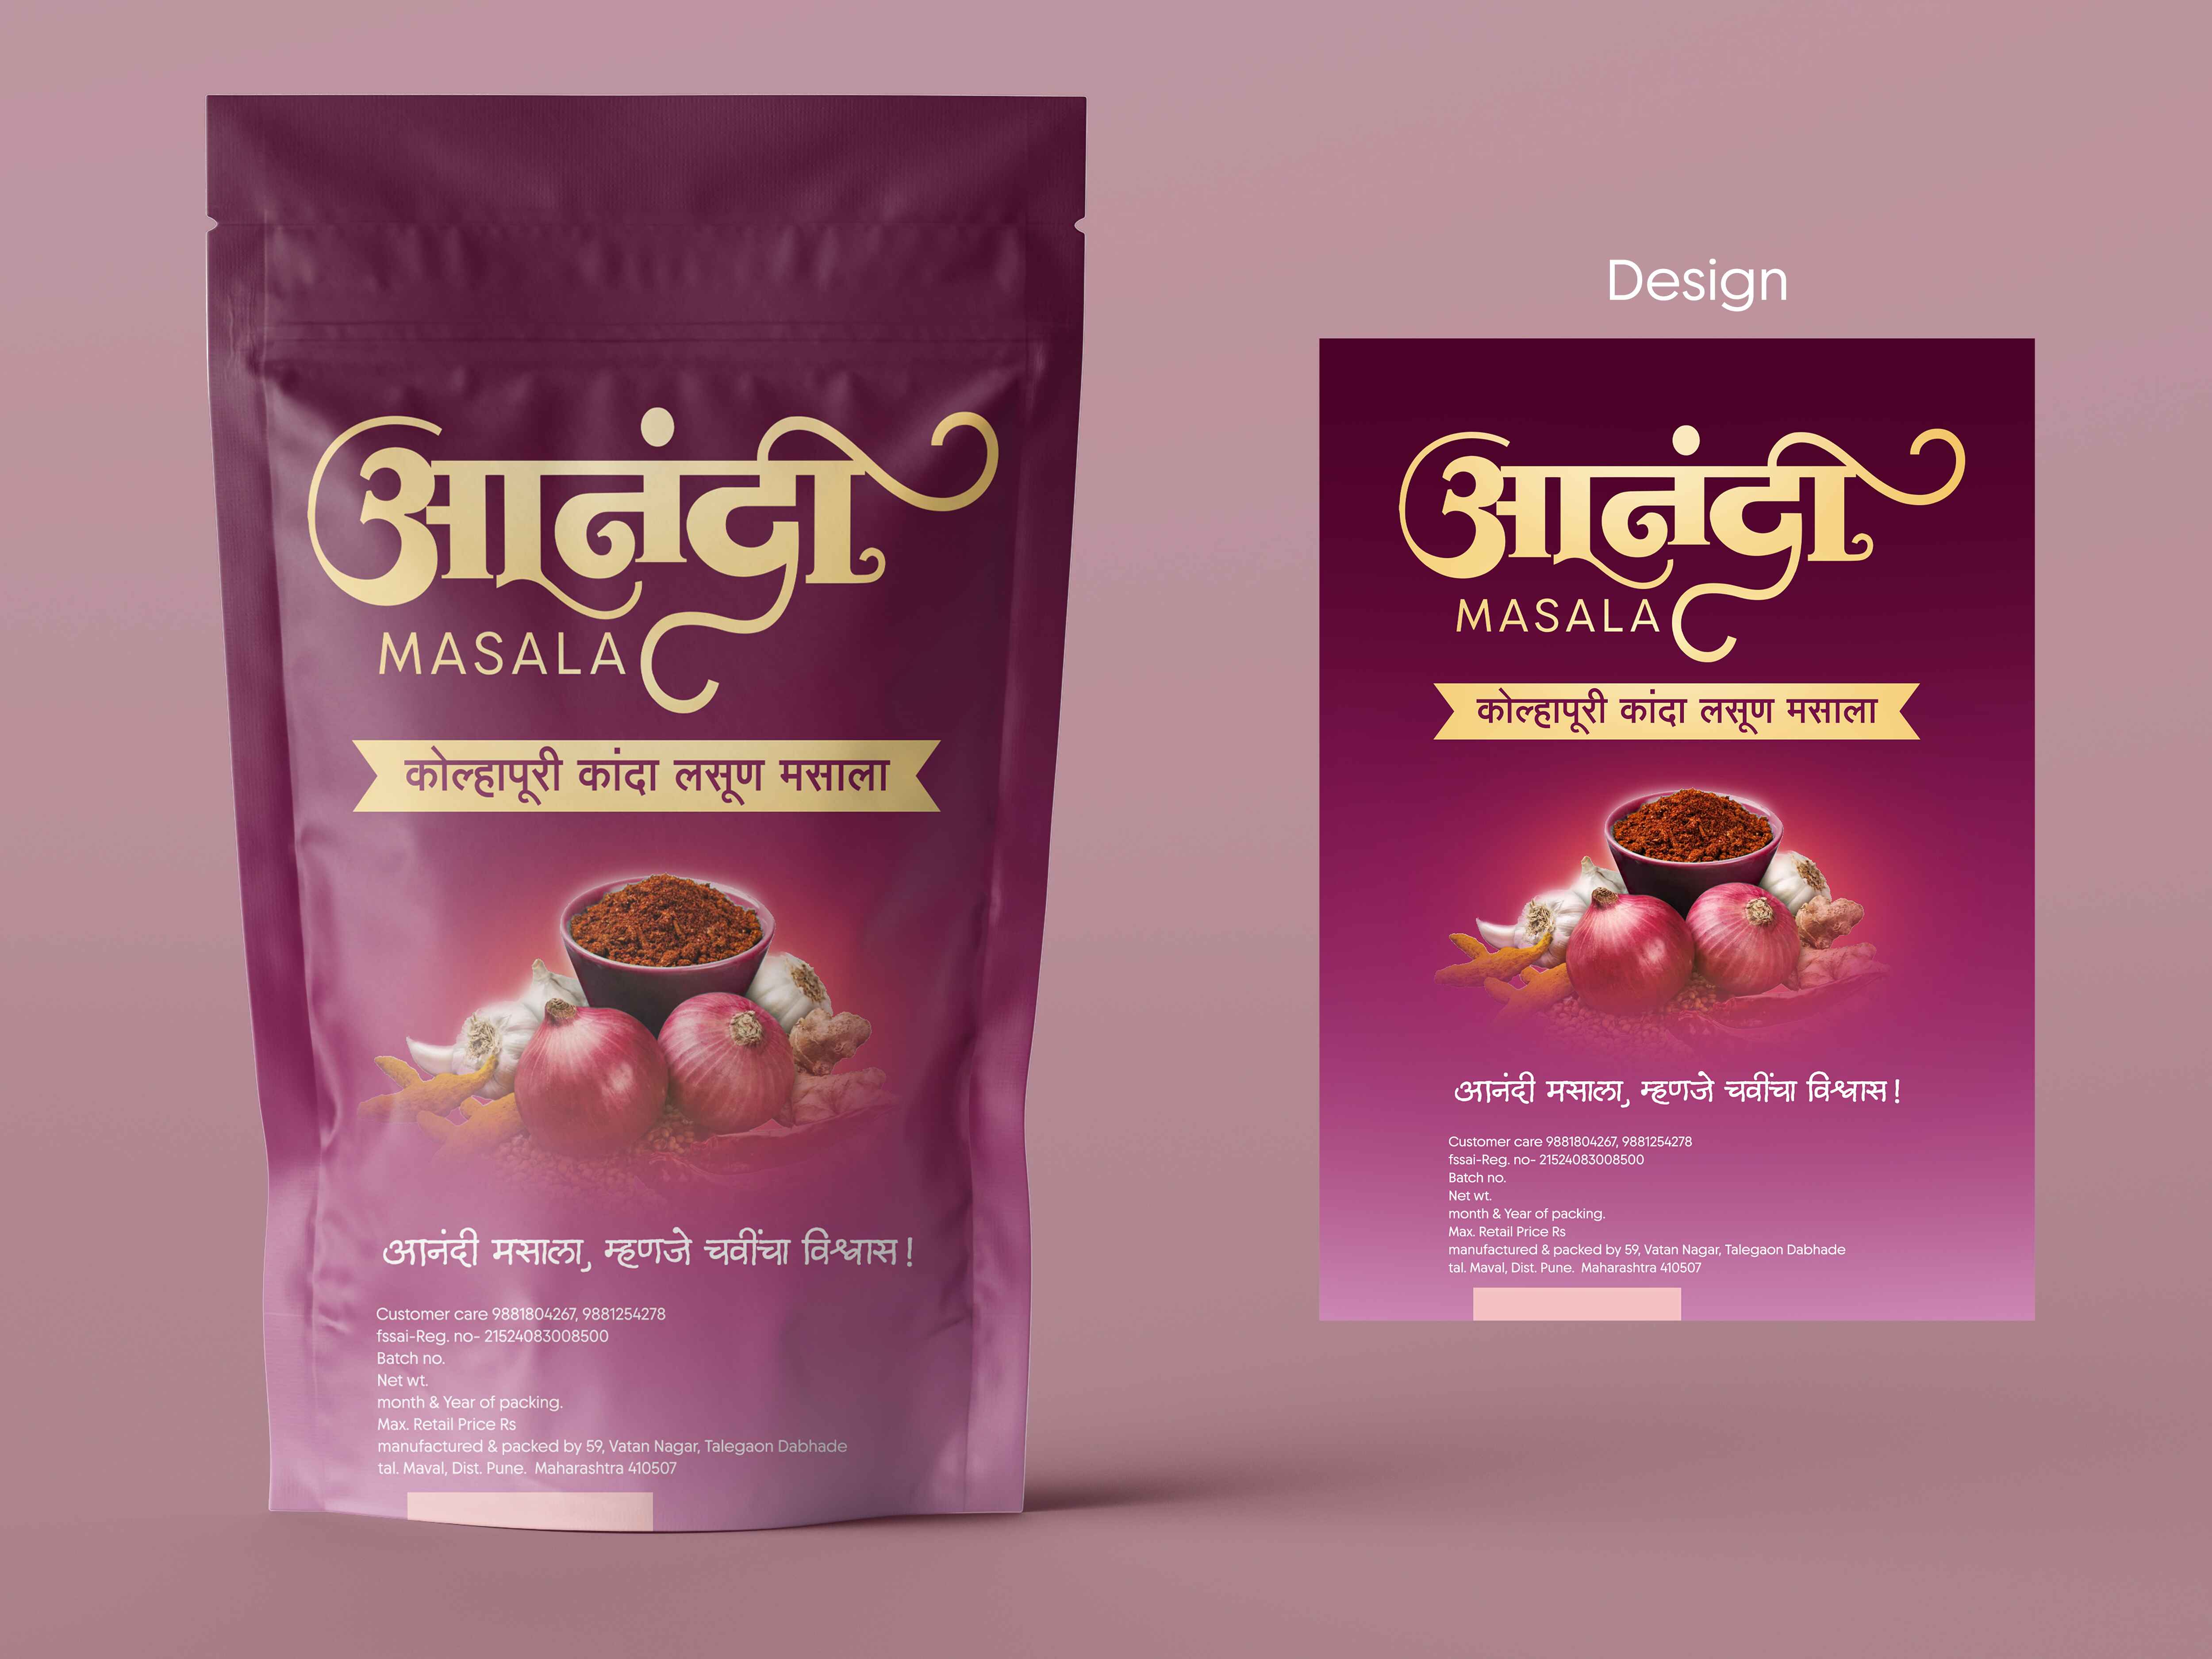 आनंदी
MASALA
कोल्हापूरी कांदा लसूण मसाला
आनंदी मसाला, म्हणजे चवींचा विश्वास!
Customer care 9881804267, 9881254278
fssai-Reg. no- 21524083008500
Batch no.
Net wt.
month & Year of packing.
Max. Retail Price Rs
manufactured & packed by 59, Vatan Nagar, Talegaon Dabhade
tal. Maval, Dist. Pune. Maharashtra 410507
Design
आनंदी
MASALA
कोल्हापूरी कांदा लसूण मसाला
आनंदी मसाला, म्हणजे चवींचा विश्वास!
Customer care 9881804267, 9881254278
fssai-Reg. no- 21524083008500
Batch no.
Net wt.
month & Year of packing.
Max. Retail Price Rs
manufactured & packed by 59, Vatan Nagar, Talegaon Dabhade
tal. Maval, Dist. Pune. Maharashtra 410507